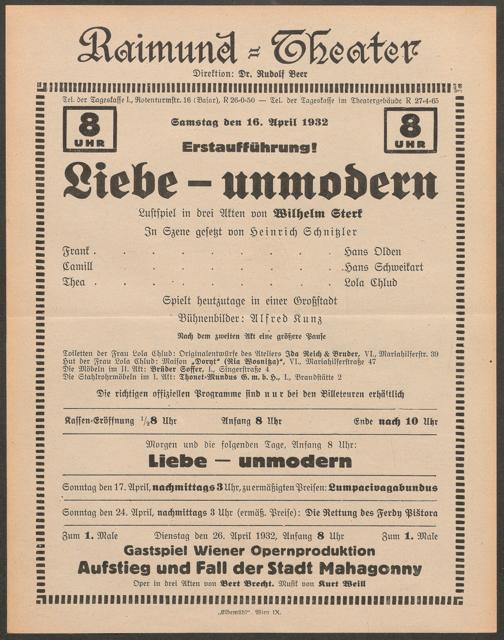 Raimund-Theater
Direktion: Dr. Rudolf Beer
Tel. der Tageskasse I., Rotenturmstr. 16 (Basar), R 26-0-50 — Tel. der Tageskasse im Theatergebäude R 27-4-65
8 UHR
Samstag den 16. April 1932
8 UHR
Erstaufführung!
Liebe – unmodern
Lustspiel in drei Akten von Wilhelm Sterk
In Szene gesetzt von Heinrich Schnitzler
Frank . . . . . . . . Hans Olden
Camill . . . . . . . . Hans Schweikart
Thea . . . . . . . . Lola Chlud
Spielt heutzutage in einer Großstadt
Bühnenbilder: Alfred Kunz
Nach dem zweiten Akt eine größere Pause
Toiletten der Frau Lola Chlud: Originalentwürfe des Ateliers Ida Reich & Bruder, VI., Mariahilferstr. 39
Hut der Frau Lola Chlud: Maison „Doryt“ (Ria Wosnitza), VI., Mariahilferstraße 47
Die Möbeln im II. Akt: Brüder Soffer, I., Singerstraße 4
Die Stahlrohrmöbeln im I. Akt: Thonet-Mundus G. m. b. H., I., Brandstätte 2
Die richtigen offiziellen Programme sind nur bei den Billeteuren erhältlich
Kassen-Eröffnung ½8 Uhr Anfang 8 Uhr Ende nach 10 Uhr
Morgen und die folgenden Tage, Anfang 8 Uhr:
Liebe – unmodern
Sonntag den 17. April, nachmittags 3 Uhr, zu ermäßigten Preisen: Lumpacivagabundus
Sonntag den 24. April, nachmittags 3 Uhr (ermäß. Preise): Die Rettung des Ferdy Pistora
Zum 1. Male Dienstag den 26. April 1932, Anfang 8 Uhr Zum 1. Male
Gastspiel Wiener Opernproduktion
Aufstieg und Fall der Stadt Mahagonny
Oper in drei Akten von Bert Brecht. Musik von Kurt Weill
„Elbemühl“ Wien IX.